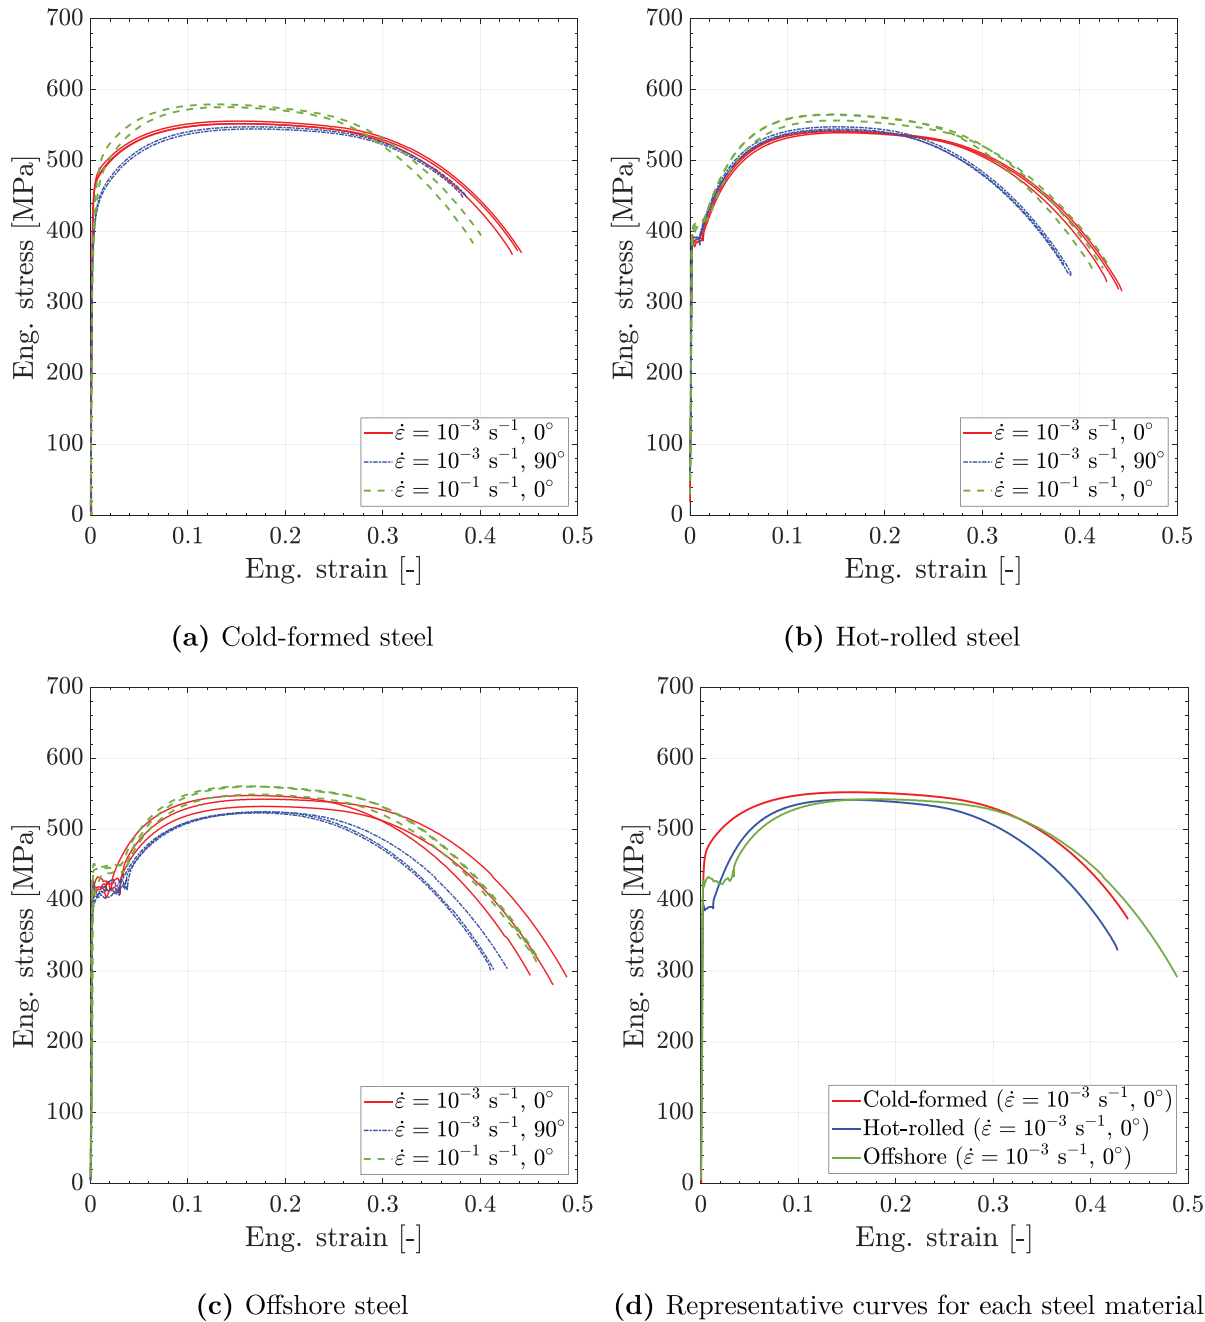 700
600
500
400
300
200
100
0
Eng. stress [MPa]
ε̇ = 10⁻³ s⁻¹, 0°
ε̇ = 10⁻³ s⁻¹, 90°
ε̇ = 10⁻¹ s⁻¹, 0°
0 0.1 0.2 0.3 0.4 0.5
Eng. strain [-]
(a) Cold-formed steel
700
600
500
400
300
200
100
0
Eng. stress [MPa]
ε̇ = 10⁻³ s⁻¹, 0°
ε̇ = 10⁻³ s⁻¹, 90°
ε̇ = 10⁻¹ s⁻¹, 0°
0 0.1 0.2 0.3 0.4 0.5
Eng. strain [-]
(b) Hot-rolled steel
700
600
500
400
300
200
100
0
Eng. stress [MPa]
ε̇ = 10⁻³ s⁻¹, 0°
ε̇ = 10⁻³ s⁻¹, 90°
ε̇ = 10⁻¹ s⁻¹, 0°
0 0.1 0.2 0.3 0.4 0.5
Eng. strain [-]
(c) Offshore steel
700
600
500
400
300
200
100
0
Eng. stress [MPa]
Cold-formed (ε̇ = 10⁻³ s⁻¹, 0°)
Hot-rolled (ε̇ = 10⁻³ s⁻¹, 0°)
Offshore (ε̇ = 10⁻³ s⁻¹, 0°)
0 0.1 0.2 0.3 0.4 0.5
Eng. strain [-]
(d) Representative curves for each steel material